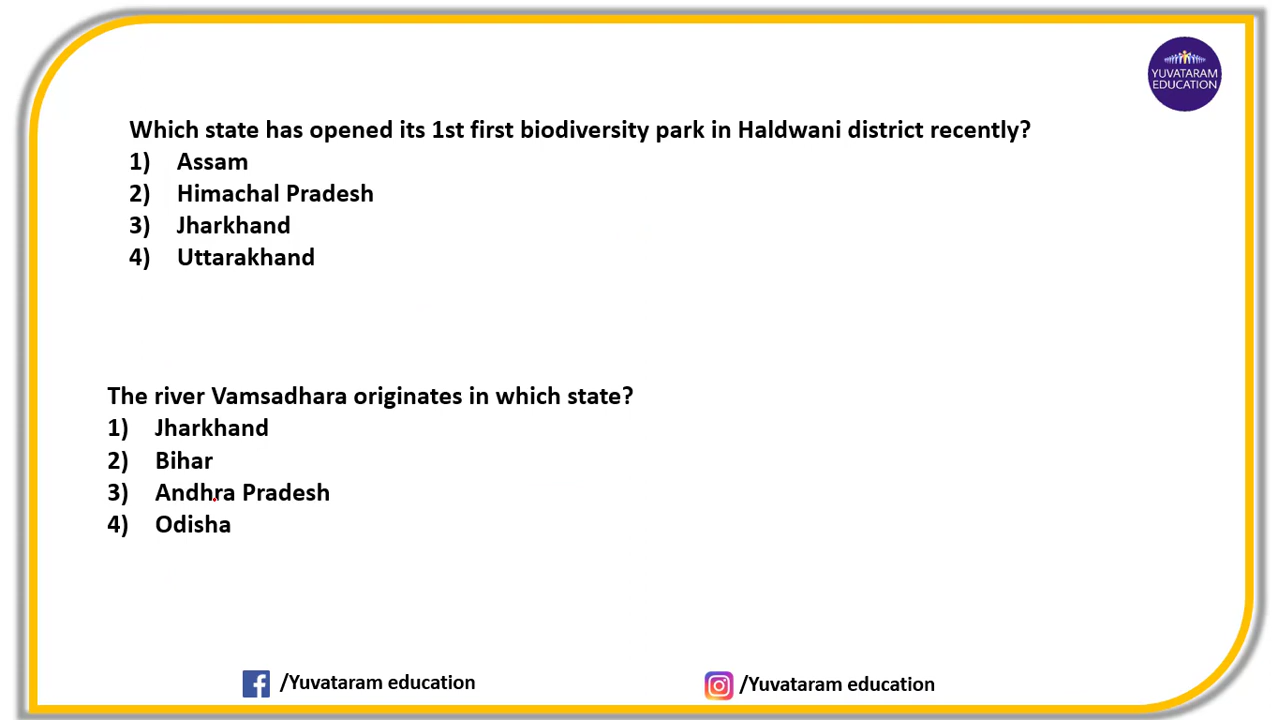 YUVATARAM
EDUCATION
Which state has opened its 1st first biodiversity park in Haldwani district recently?
1) Assam
2) Himachal Pradesh
3) Jharkhand
4) Uttarakhand
The river Vamsadhara originates in which state?
1) Jharkhand
2) Bihar
3) Andhra Pradesh
4) Odisha
/Yuvataram education
/Yuvataram education